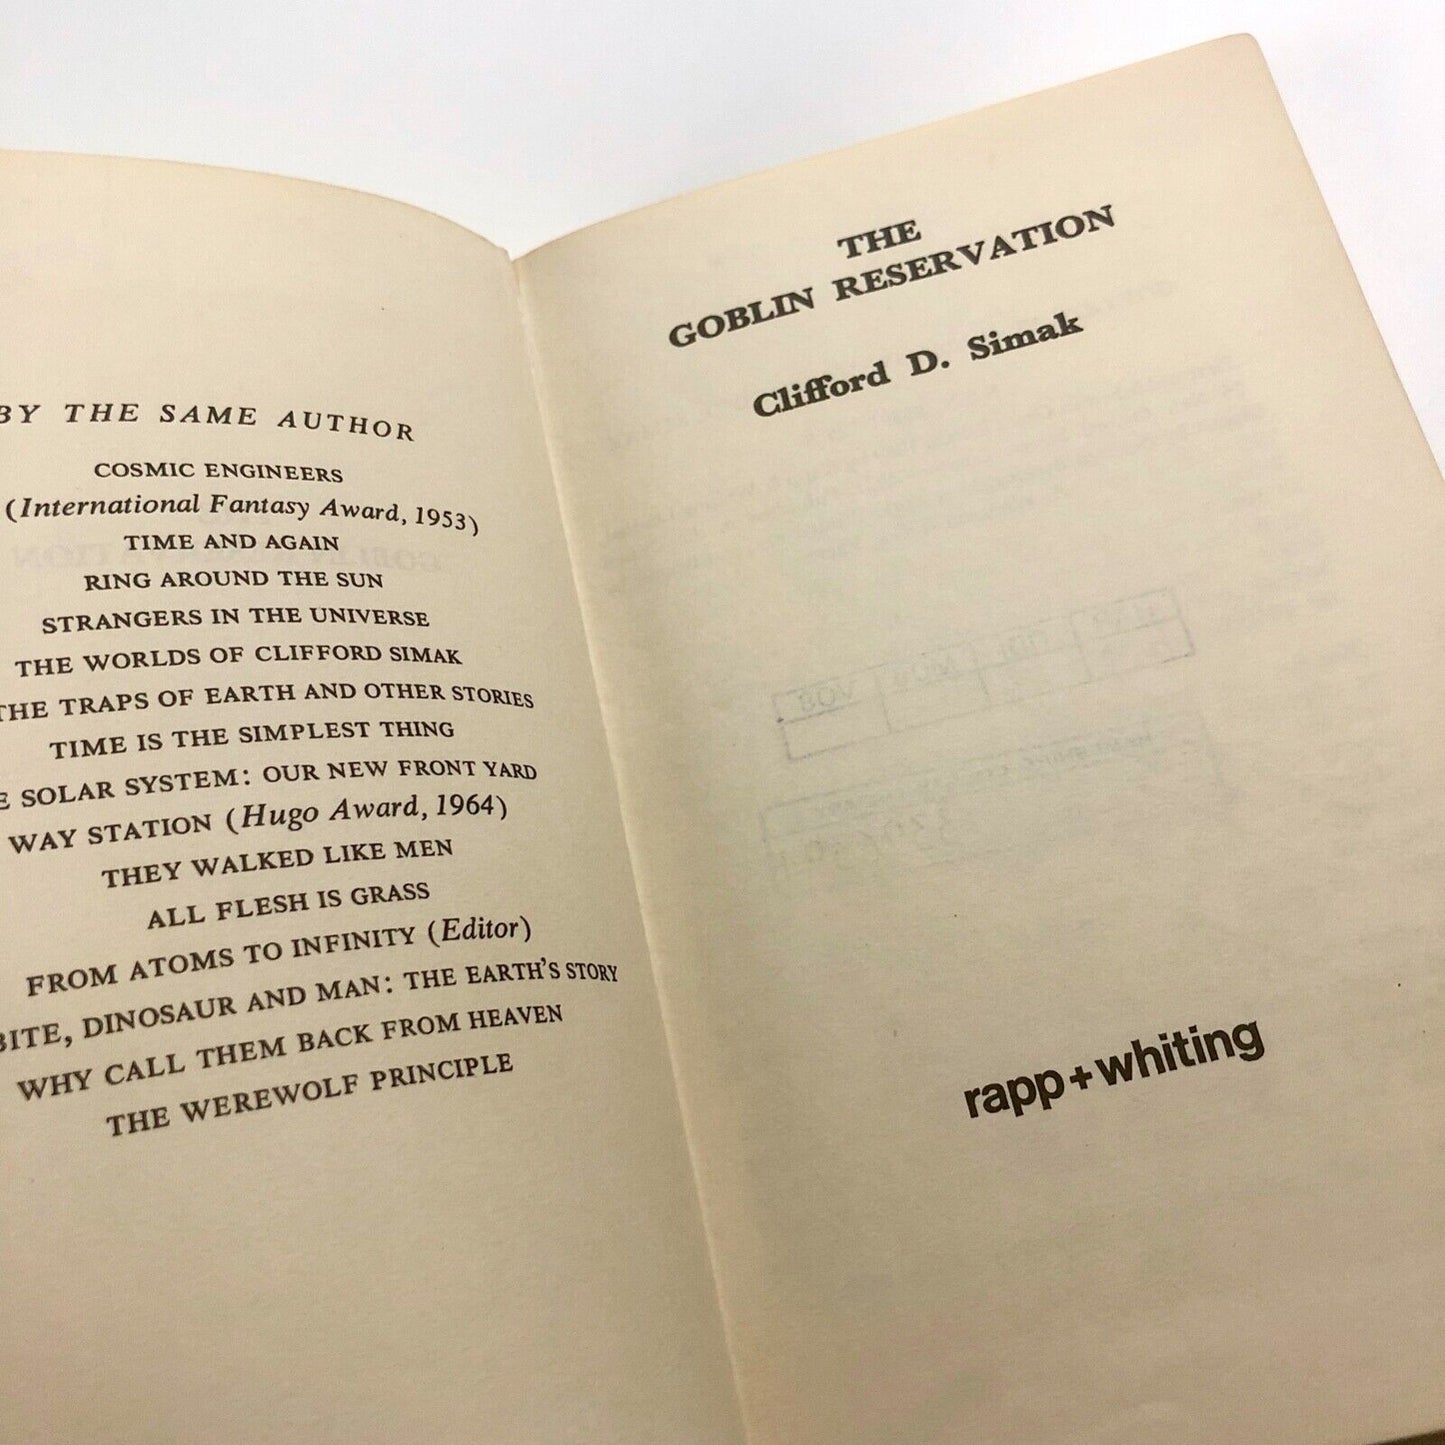 BY THE SAME AUTHOR
COSMIC ENGINEERS
(International Fantasy Award, 1953)
TIME AND AGAIN
RING AROUND THE SUN
STRANGERS IN THE UNIVERSE
THE WORLDS OF CLIFFORD SIMAK
THE TRAPS OF EARTH AND OTHER STORIES
TIME IS THE SIMPLEST THING
E SOLAR SYSTEM: OUR NEW FRONT YARD
WAY STATION (Hugo Award, 1964)
THEY WALKED LIKE MEN
ALL FLESH IS GRASS
FROM ATOMS TO INFINITY (Editor)
BITE, DINOSAUR AND MAN: THE EARTH'S STORY
WHY CALL THEM BACK FROM HEAVEN
THE WEREWOLF PRINCIPLE
THE
GOBLIN RESERVATION
Clifford D. Simak
rapp+whiting